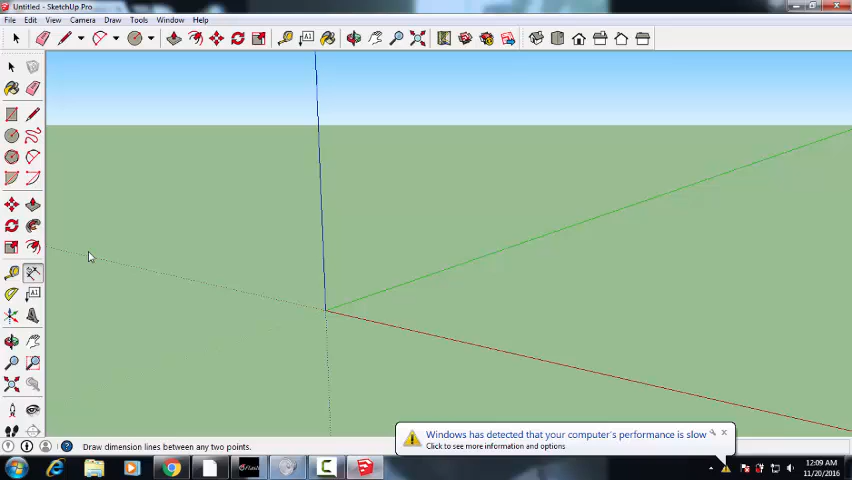 Untitled - SketchUp Pro
File Edit View Camera Draw Tools Window Help
A1
A1
Windows has detected that your computer's performance is slow
Click to see more information and options
Draw dimension lines between any two points.
12:09 AM
11/20/2016